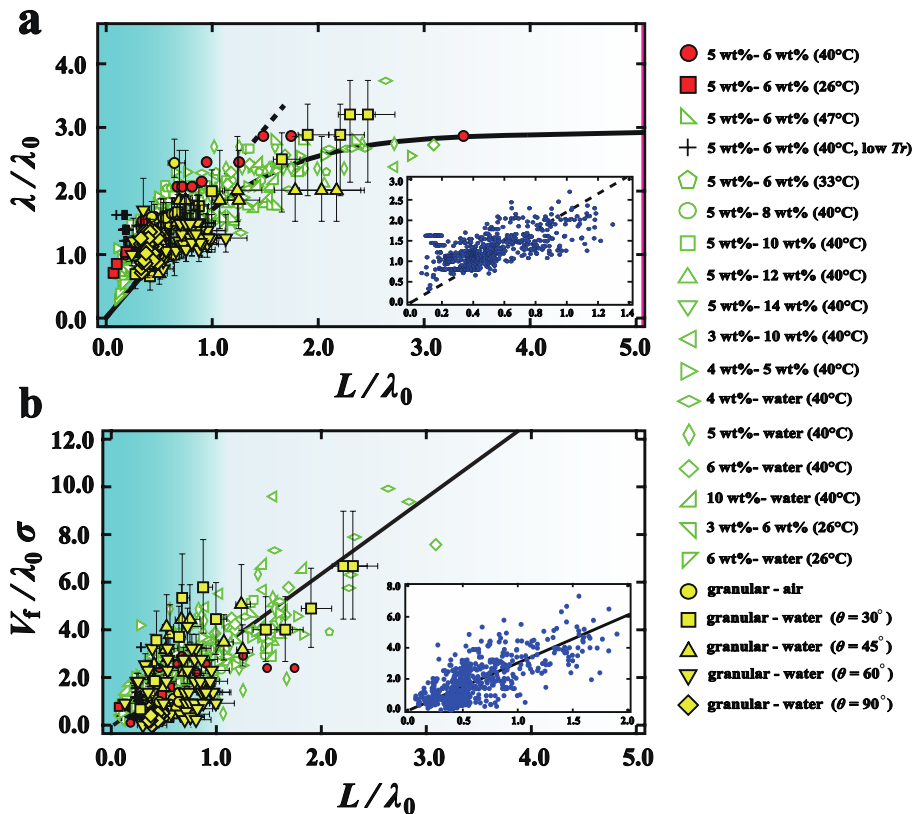 a
λ/λ0
4.0
3.0
2.0
1.0
0.0
0.0 1.0 2.0 3.0 4.0 5.0
L/λ0
3.0
2.5
2.0
1.5
1.0
0.5
0.0
0.0 0.2 0.4 0.6 0.8 1.0 1.2 1.4
b
Vf/λ0 σ
12.0
10.0
8.0
6.0
4.0
2.0
0.0
0.0 1.0 2.0 3.0 4.0 5.0
L/λ0
8.0
6.0
4.0
2.0
0.0
0.0 0.5 1.0 1.5 2.0
5 wt%- 6 wt% (40°C)
5 wt%- 6 wt% (26°C)
5 wt%- 6 wt% (47°C)
5 wt%- 6 wt% (40°C, low Tr)
5 wt%- 6 wt% (33°C)
5 wt%- 8 wt% (40°C)
5 wt%- 10 wt% (40°C)
5 wt%- 12 wt% (40°C)
5 wt%- 14 wt% (40°C)
3 wt%- 10 wt% (40°C)
4 wt%- 5 wt% (40°C)
4 wt%- water (40°C)
5 wt%- water (40°C)
6 wt%- water (40°C)
10 wt%- water (40°C)
3 wt%- 6 wt% (26°C)
6 wt%- water (26°C)
granular - air
granular - water (θ = 30°)
granular - water (θ = 45°)
granular - water (θ = 60°)
granular - water (θ = 90°)